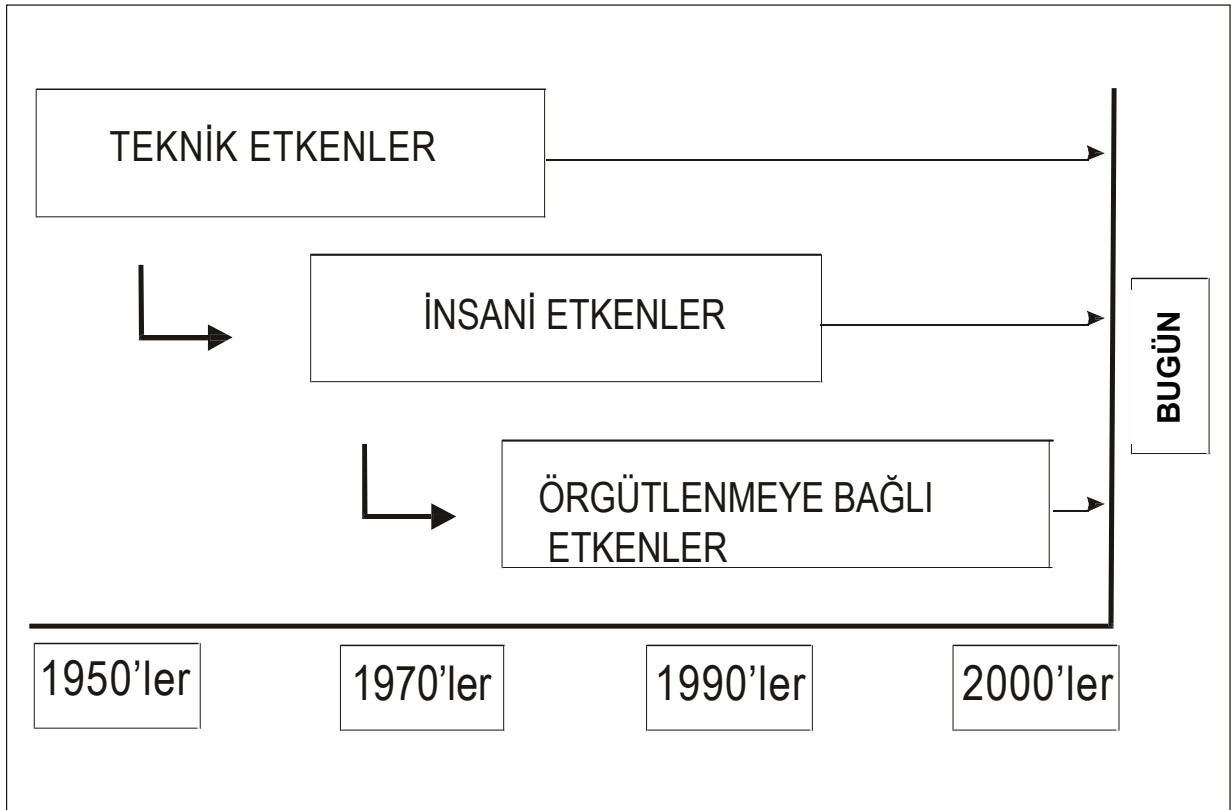 TEKNİK ETKENLER
İNSANİ ETKENLER
BUGÜN
ÖRGÜTLENMEYE BAĞLI
ETKENLER
1950’ler
1970’ler
1990’ler
2000’ler